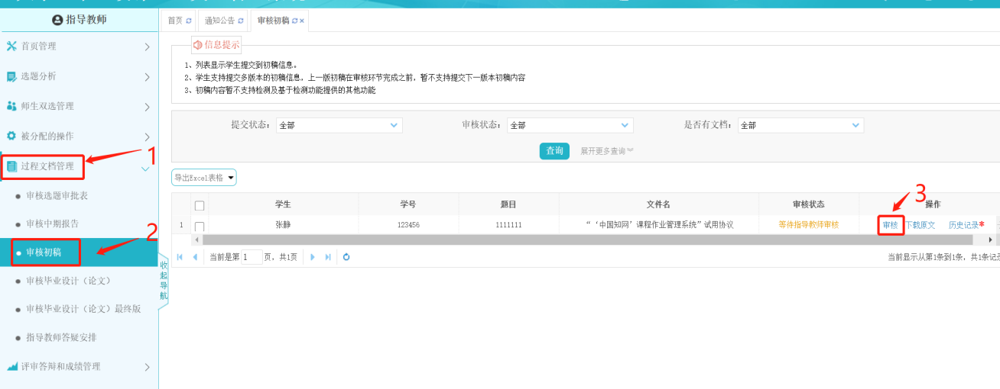 指导教师
首页 通知公告 审核初稿
首页管理
选题分析
师生双选管理
被分配的操作
过程文档管理
审核选题审批表
审核中期报告
审核初稿
审核毕业设计（论文）
审核毕业设计（论文）最终版
指导教师答疑安排
评审答辩和成绩管理
1
2
收起导航
信息提示
1、列表显示学生提交到初稿信息。
2、学生支持提交多版本的初稿信息，上一版初稿在审核环节完成之前，暂不支持提交下一版本初稿内容
3、初稿内容暂不支持检测及基于检测功能提供的其他功能
提交状态：全部 审核状态：全部 是否有文档：全部
查询 展开更多查询
导出Excel表格
3
学生 学号 题目 文件名 审核状态 操作
1 张静 123456 1111111 “‘中国知网’课程作业管理系统”试用协议 等待指导教师审核 审核 下载原文 历史记录*
当前是第 1 页，共1页 当前显示从第1条到1条，共1条记录